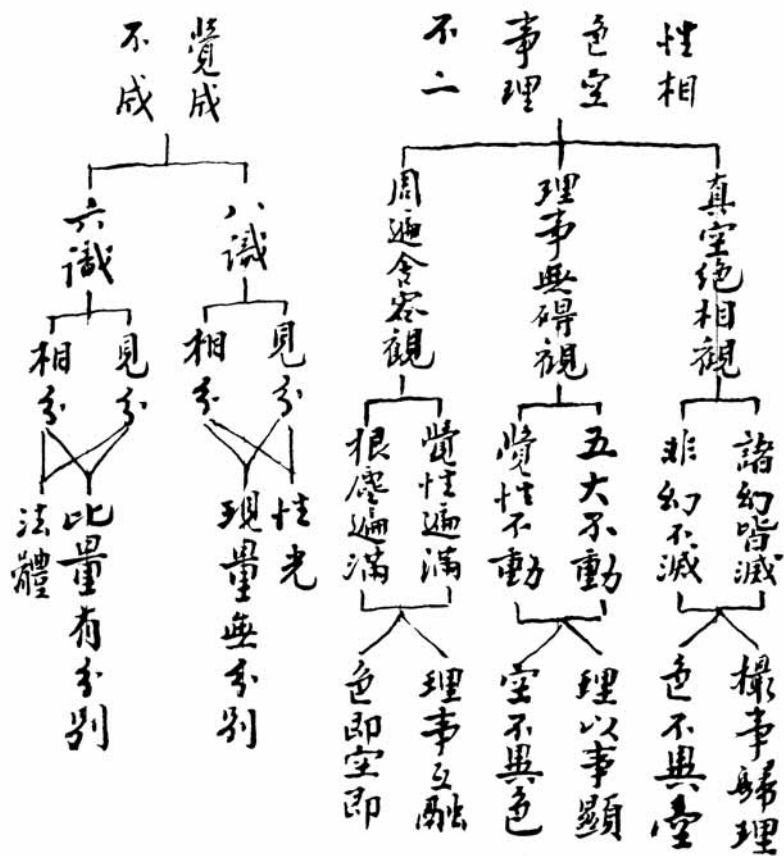 性相
色空
事理
不二
真空绝相觀
理事無碍觀
周遍含容觀
諸幻皆滅
非幻不滅
五大不動
覺性不動
覺性遍滿
根塵遍滿
攝事歸理
色不異空
理以事顯
空不異色
理事互融
色即空即
覺成
不成
八識
六識
見分
相分
見分
相分
性光
現量無分別
比量有分別
法體